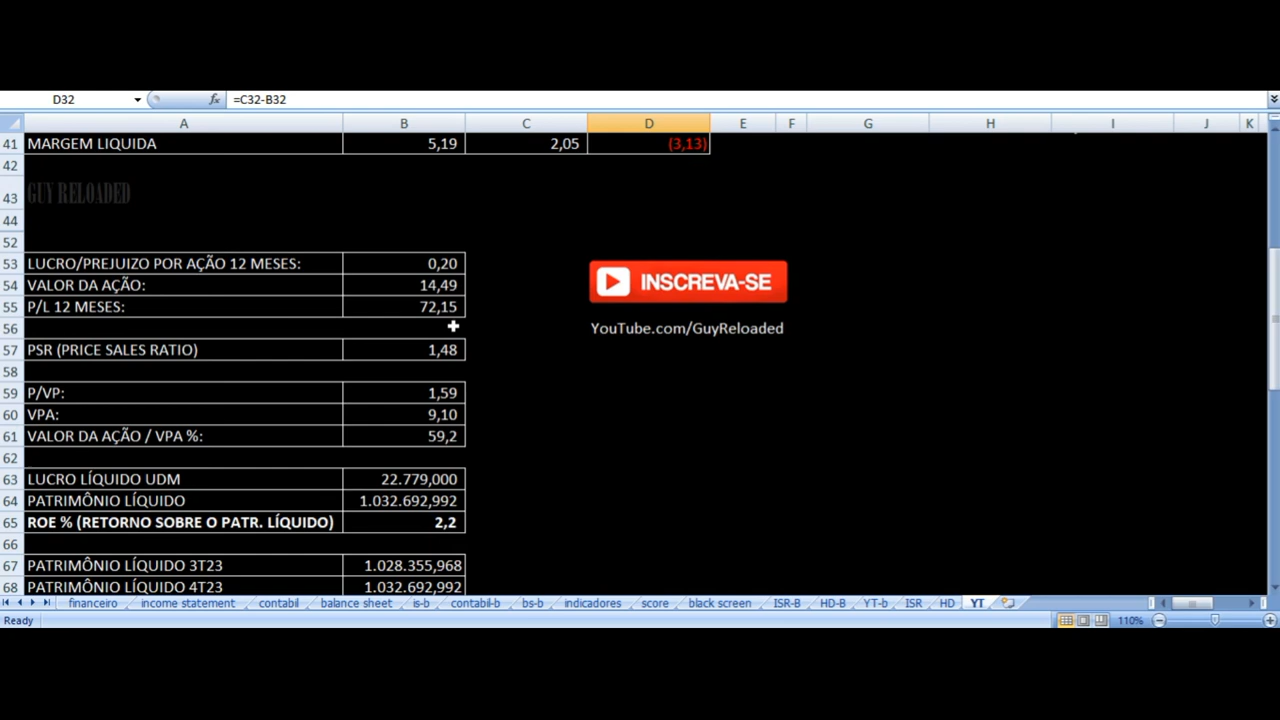 D32 fx =C32-B32
A B C D E F G H I J K
41 MARGEM LIQUIDA 5,19 2,05 (3,13)
42
43 GUY RELOADED
44
52
53 LUCRO/PREJUIZO POR AÇÃO 12 MESES: 0,20
54 VALOR DA AÇÃO: 14,49
INSCREVA-SE
55 P/L 12 MESES: 72,15
56
YouTube.com/GuyReloaded
57 PSR (PRICE SALES RATIO) 1,48
58
59 P/VP: 1,59
60 VPA: 9,10
61 VALOR DA AÇÃO / VPA %: 59,2
62
63 LUCRO LÍQUIDO UDM 22.779,000
64 PATRIMÔNIO LÍQUIDO 1.032.692,992
65 ROE % (RETORNO SOBRE O PATR. LÍQUIDO) 2,2
66
67 PATRIMÔNIO LÍQUIDO 3T23 1.028.355,968
68 PATRIMÔNIO LÍQUIDO 4T23 1.032.692,992
financeiro income statement contabil balance sheet is-b contabil-b bs-b indicadores score black screen ISR-B HD-B YT-b ISR HD YT
Ready 110%